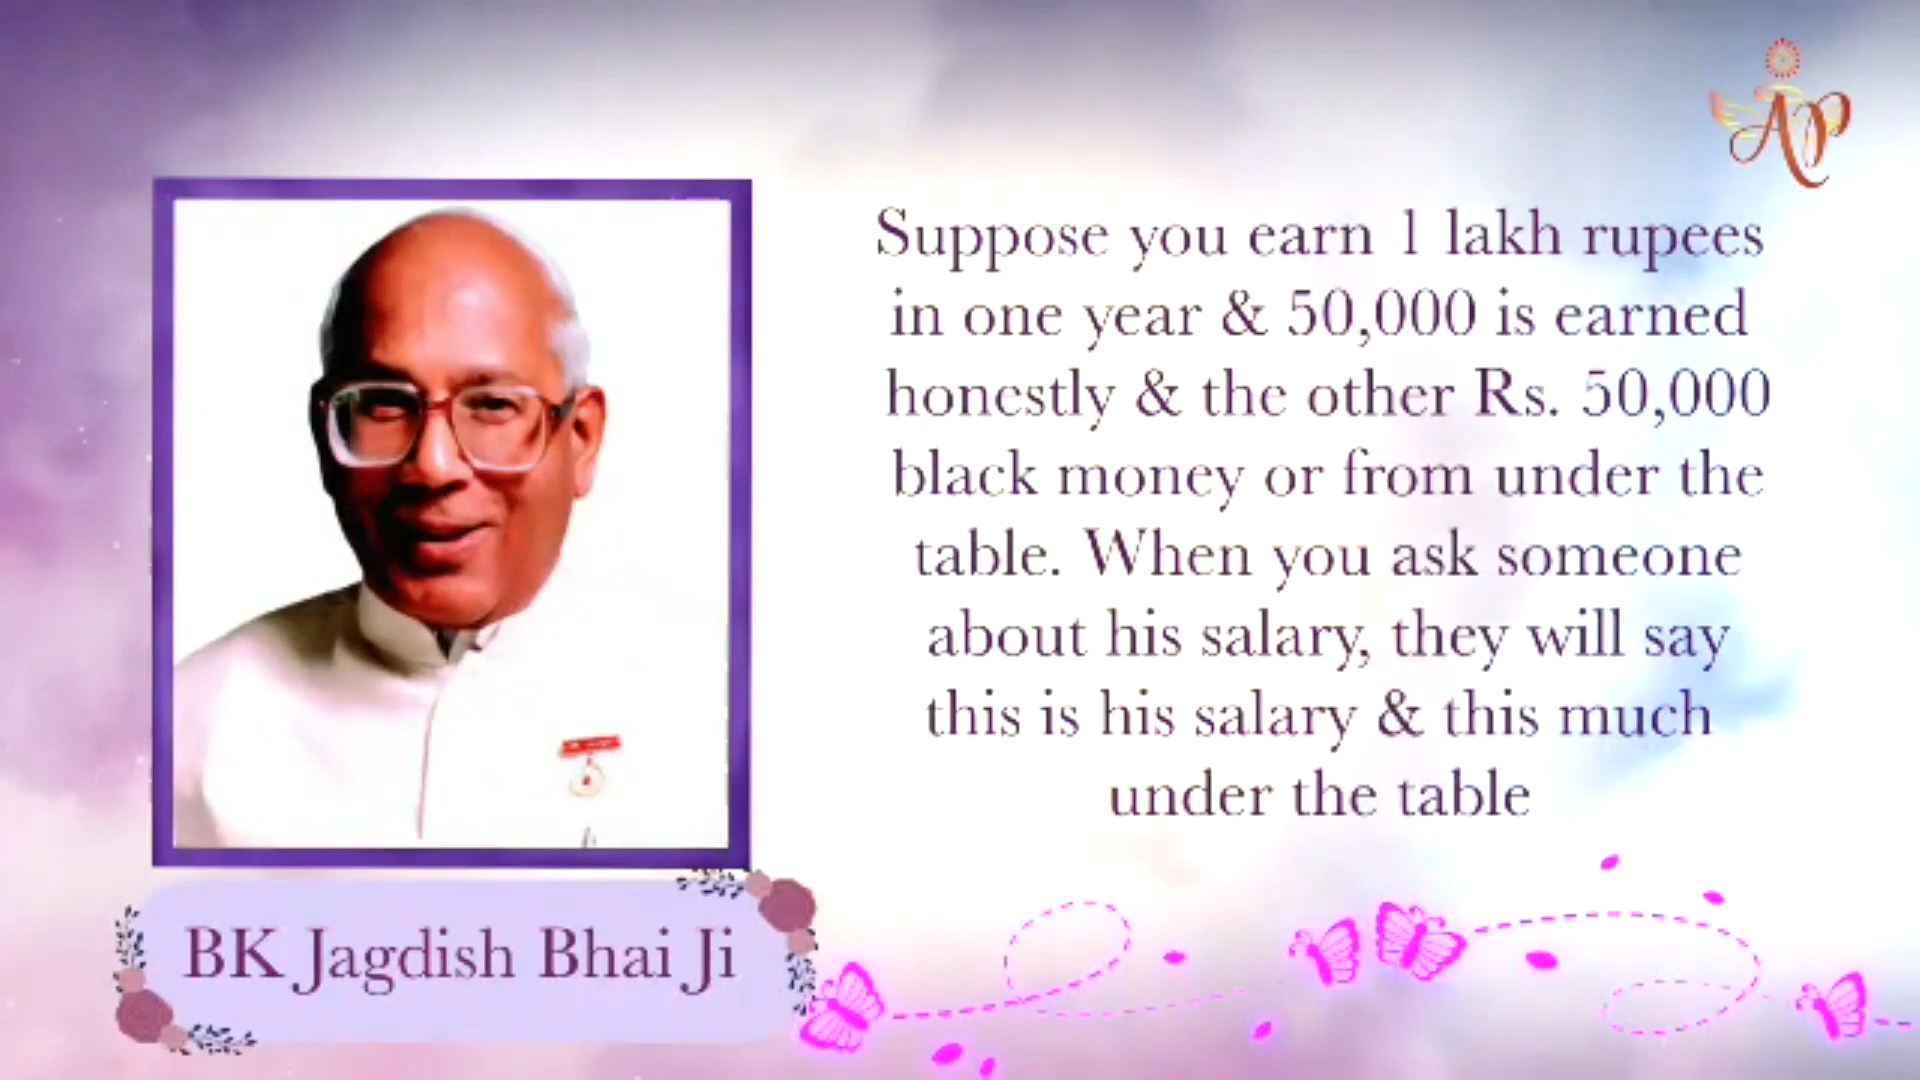 AP
Suppose you earn 1 lakh rupees
in one year & 50,000 is earned
honestly & the other Rs. 50,000
black money or from under the
table. When you ask someone
about his salary, they will say
this is his salary & this much
under the table
BK Jagdish Bhai Ji